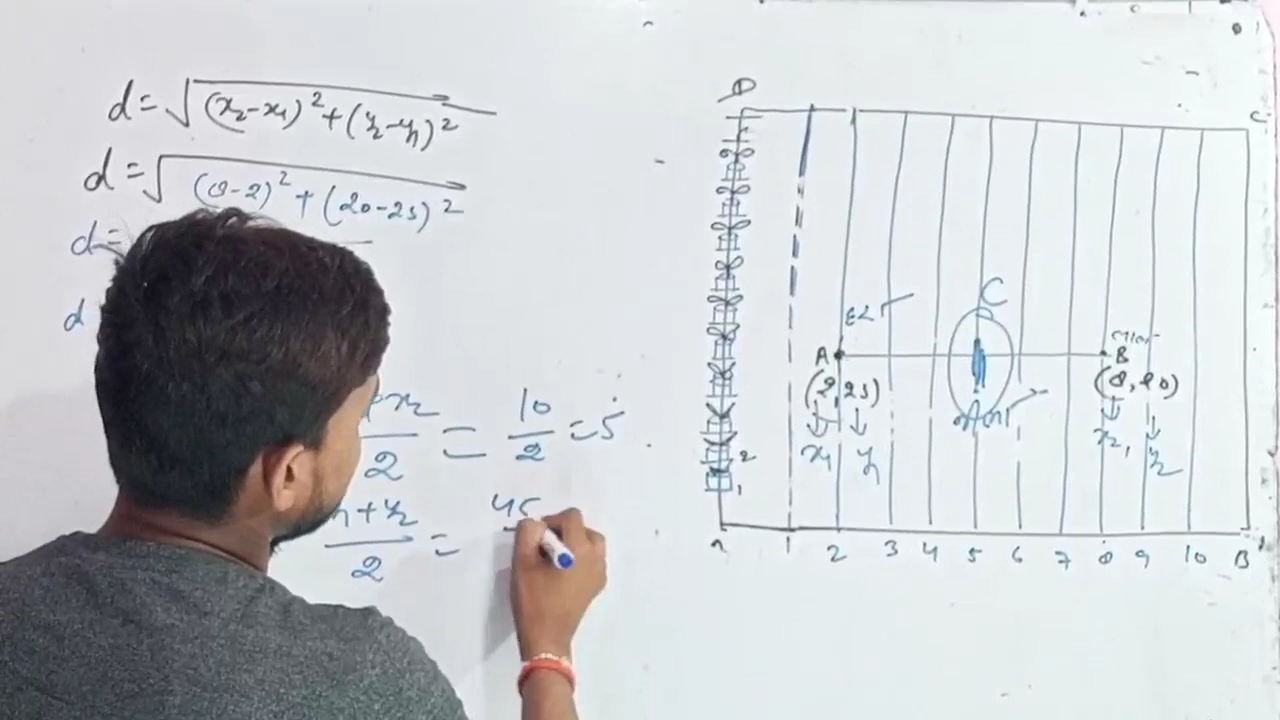 d = √(x₂-x₁)²+(y₂-y₁)²
d = √(8-2)²+(20-25)²
d =
d
x₂/2 = 10/2 = 5
y₁+y₂/2 = 45
D
C
C
A
B
(2,25)
(8,20)
x₁ y₁
x₂, y₂
2
1
1 2 3 4 5 6 7 8 9 10 B